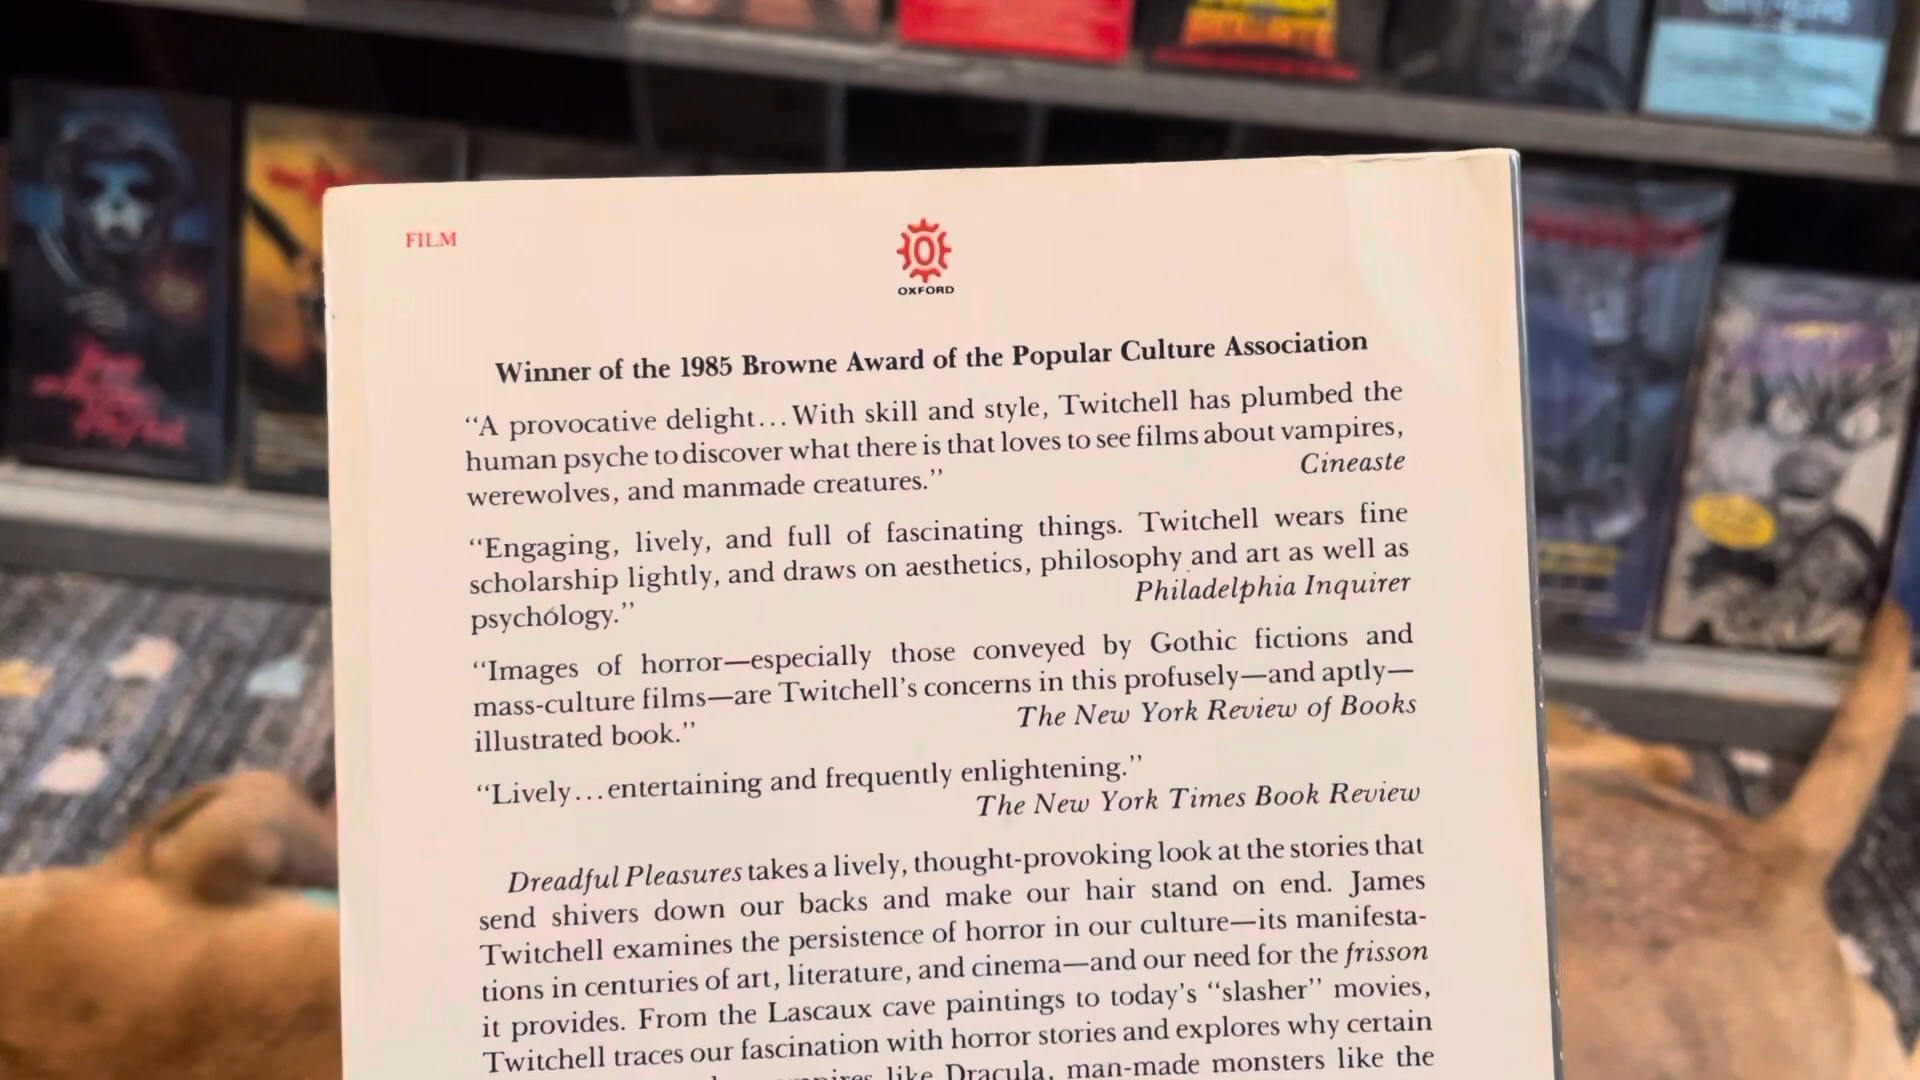 FILM
OXFORD
Winner of the 1985 Browne Award of the Popular Culture Association
“A provocative delight...With skill and style, Twitchell has plumbed the
human psyche to discover what there is that loves to see films about vampires,
werewolves, and manmade creatures.”
Cineaste
“Engaging, lively, and full of fascinating things. Twitchell wears fine
scholarship lightly, and draws on aesthetics, philosophy and art as well as
psychology.”
Philadelphia Inquirer
“Images of horror—especially those conveyed by Gothic fictions and
mass-culture films—are Twitchell’s concerns in this profusely—and aptly—
illustrated book.”
The New York Review of Books
“Lively...entertaining and frequently enlightening.”
The New York Times Book Review
Dreadful Pleasures takes a lively, thought-provoking look at the stories that
send shivers down our backs and make our hair stand on end. James
Twitchell examines the persistence of horror in our culture—its manifesta-
tions in centuries of art, literature, and cinema—and our need for the frisson
it provides. From the Lascaux cave paintings to today’s “slasher” movies,
Twitchell traces our fascination with horror stories and explores why certain
like Dracula, man-made monsters like the